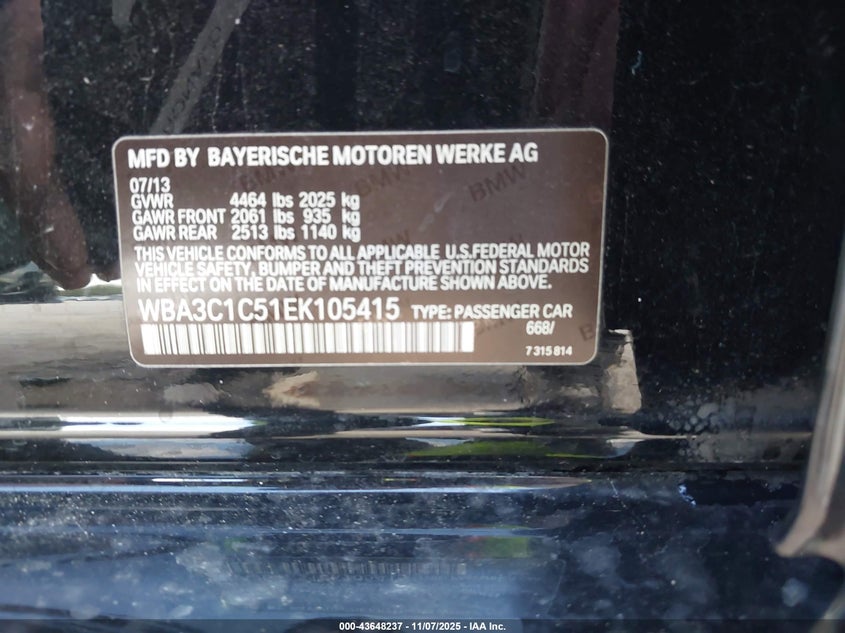 MFD BY BAYERISCHE MOTOREN WERKE AG
07/13
GVWR 4464 lbs 2025 kg
GAWR FRONT 2061 lbs 935 kg
GAWR REAR 2513 lbs 1140 kg
THIS VEHICLE CONFORMS TO ALL APPLICABLE U.S.FEDERAL MOTOR
VEHICLE SAFETY, BUMPER AND THEFT PREVENTION STANDARDS
IN EFFECT ON THE DATE OF MANUFACTURE SHOWN ABOVE.
WBA3C1C51EK105415 TYPE: PASSENGER CAR
668/
7 315 814
BMW
000-43648237 - 11/07/2025 - IAA Inc.